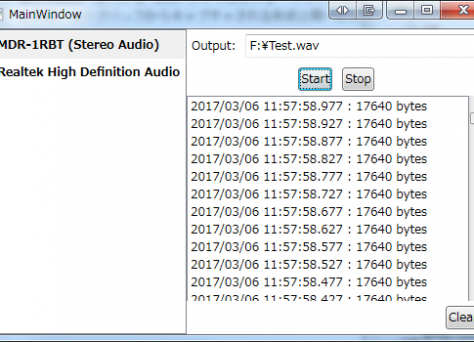 MainWindow
MDR-1RBT (Stereo Audio)
Realtek High Definition Audio
Output: F:¥Test.wav
Start Stop
2017/03/06 11:57:58.977 : 17640 bytes
2017/03/06 11:57:58.927 : 17640 bytes
2017/03/06 11:57:58.877 : 17640 bytes
2017/03/06 11:57:58.827 : 17640 bytes
2017/03/06 11:57:58.777 : 17640 bytes
2017/03/06 11:57:58.727 : 17640 bytes
2017/03/06 11:57:58.677 : 17640 bytes
2017/03/06 11:57:58.627 : 17640 bytes
2017/03/06 11:57:58.577 : 17640 bytes
2017/03/06 11:57:58.527 : 17640 bytes
2017/03/06 11:57:58.477 : 17640 bytes
2017/03/06 11:57:58.427 : 17640 bytes
Clea